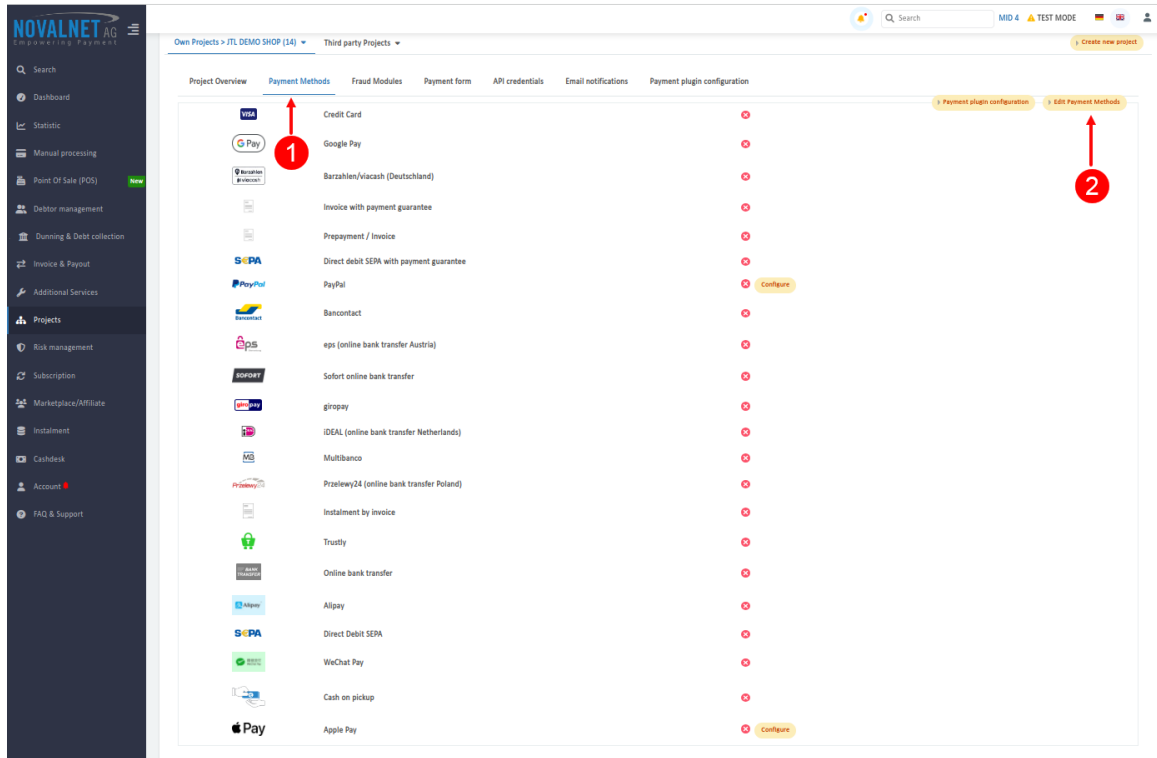 NOVALNET AG
Empowering Payment
Search
MID 4
TEST MODE
Own Projects > JTL DEMO SHOP (14)
Third party Projects
Create new project
Search
Dashboard
Statistic
Manual processing
Point Of Sale (POS)
New
Debtor management
Dunning & Debt collection
Invoice & Payout
Additional Services
Projects
Risk management
Subscription
Marketplace/Affiliate
Instalment
Cashdesk
Account
FAQ & Support
Project Overview
Payment Methods
Fraud Modules
Payment form
API credentials
Email notifications
Payment plugin configuration
Payment plugin configuration
Edit Payment Methods
1
2
VISA
Credit Card
G Pay
Google Pay
Barzahlen
viacash
Barzahlen/viacash (Deutschland)
Invoice with payment guarantee
Prepayment / Invoice
SEPA
Direct debit SEPA with payment guarantee
PayPal
PayPal
Configure
Bancontact
Bancontact
eps
eps (online bank transfer Austria)
SOFORT
Sofort online bank transfer
giropay
giropay
iDEAL (online bank transfer Netherlands)
MB
Multibanco
Przelewy24 (online bank transfer Poland)
Instalment by invoice
Trustly
BANK
TRANSFER
Online bank transfer
Alipay
Alipay
SEPA
Direct Debit SEPA
WeChat Pay
Cash on pickup
Pay
Apple Pay
Configure